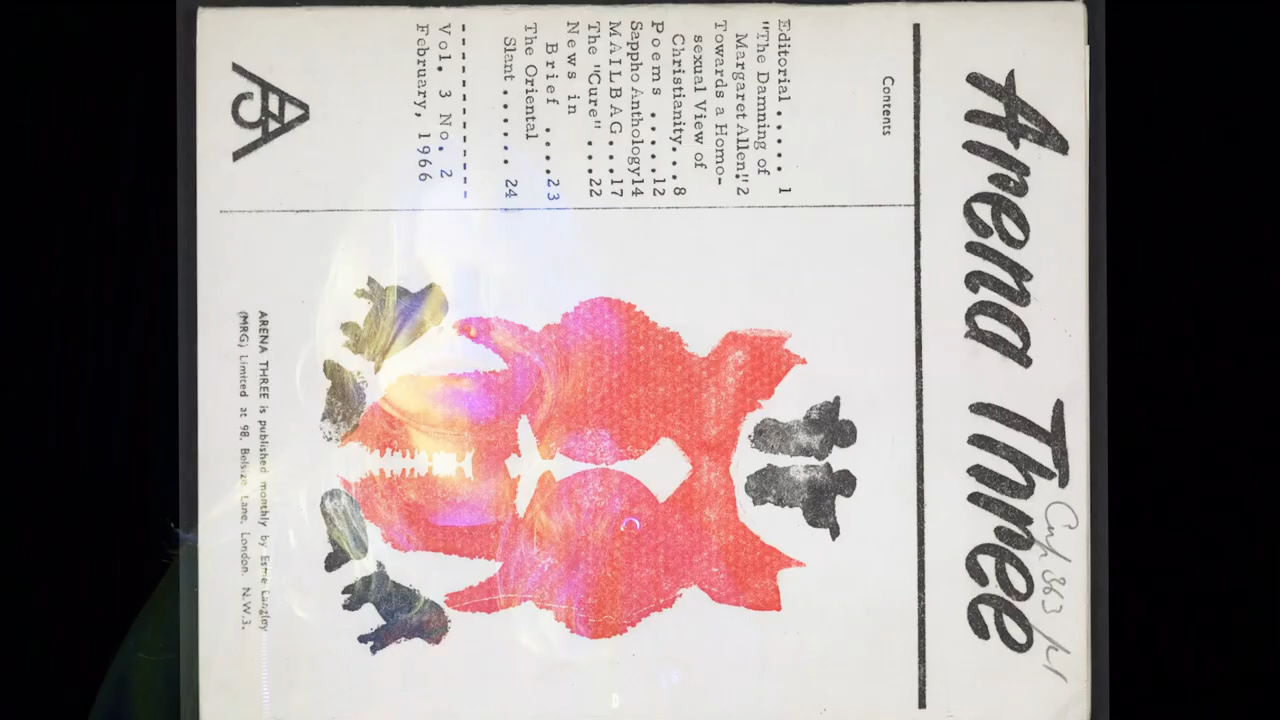 Arena Three
Contents
Editorial ..... 1
"The Damning of
Margaret Allen" 2
Towards a Homo-
sexual View of
Christianity... 8
Poems ..... 12
Sappho Anthology 14
MAILBAG ... 17
The "Cure" ... 22
News in
Brief .... 23
The Oriental
Slant ...... 24
----------
Vol. 3 No. 2
February, 1966
ARENA THREE is published monthly by Esme Langley
(MRG) Limited at 98, Belsize Lane, London. N.W.3.